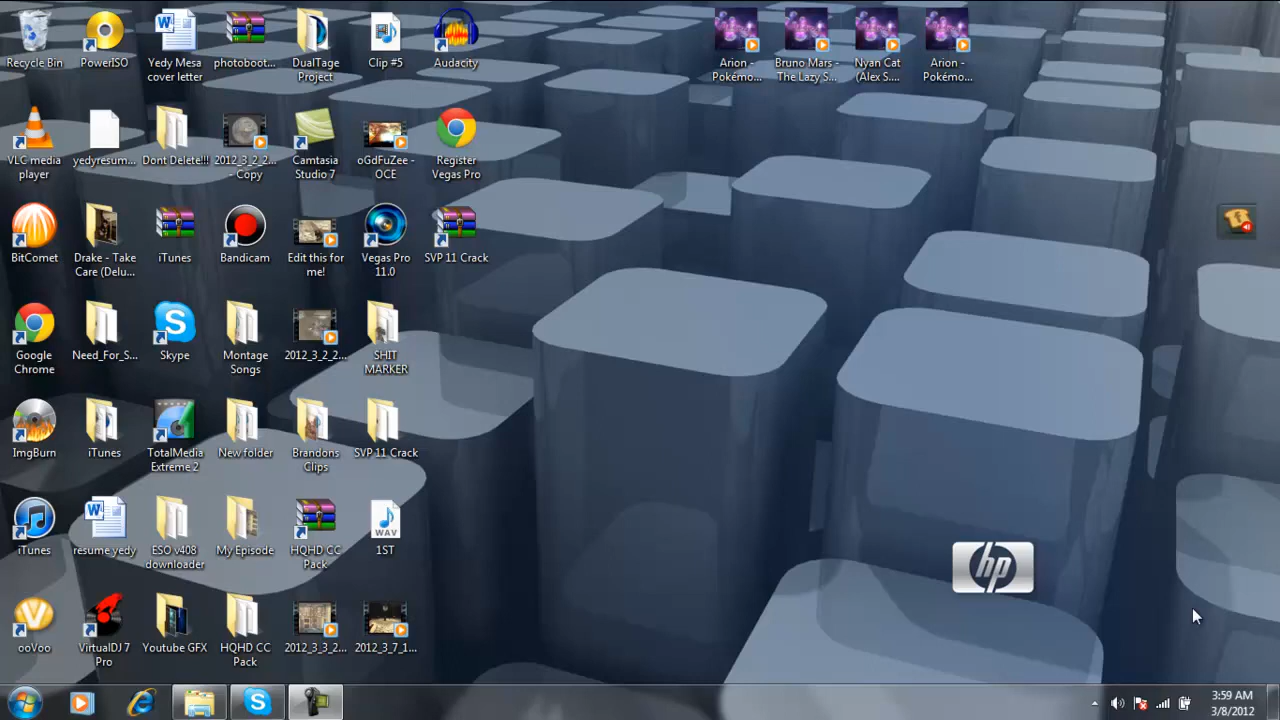 Recycle Bin
PowerISO
Yedy Mesa
cover letter
photoboot...
DualTage
Project
Clip #5
Audacity
Arion -
Pokémo...
Bruno Mars -
The Lazy S...
Nyan Cat
(Alex S....
Arion -
Pokémo...
VLC media
player
yedyresum...
Dont Delete!!!
2012_3_2_2...
- Copy
Camtasia
Studio 7
oGdFuZee -
OCE
Register
Vegas Pro
BitComet
Drake - Take
Care (Delu...
iTunes
Bandicam
Edit this for
me!
Vegas Pro
11.0
SVP 11 Crack
Google
Chrome
Need_For_S...
Skype
Montage
Songs
2012_3_2_2...
SHIT
MARKER
ImgBurn
iTunes
TotalMedia
Extreme 2
New folder
Brandons
Clips
SVP 11 Crack
iTunes
resume yedy
ESO v408
downloader
My Episode
HQHD CC
Pack
WAV
1ST
hp
ooVoo
VirtualDJ 7
Pro
Youtube GFX
HQHD CC
Pack
2012_3_3_2...
2012_3_7_1...
3:59 AM
3/8/2012